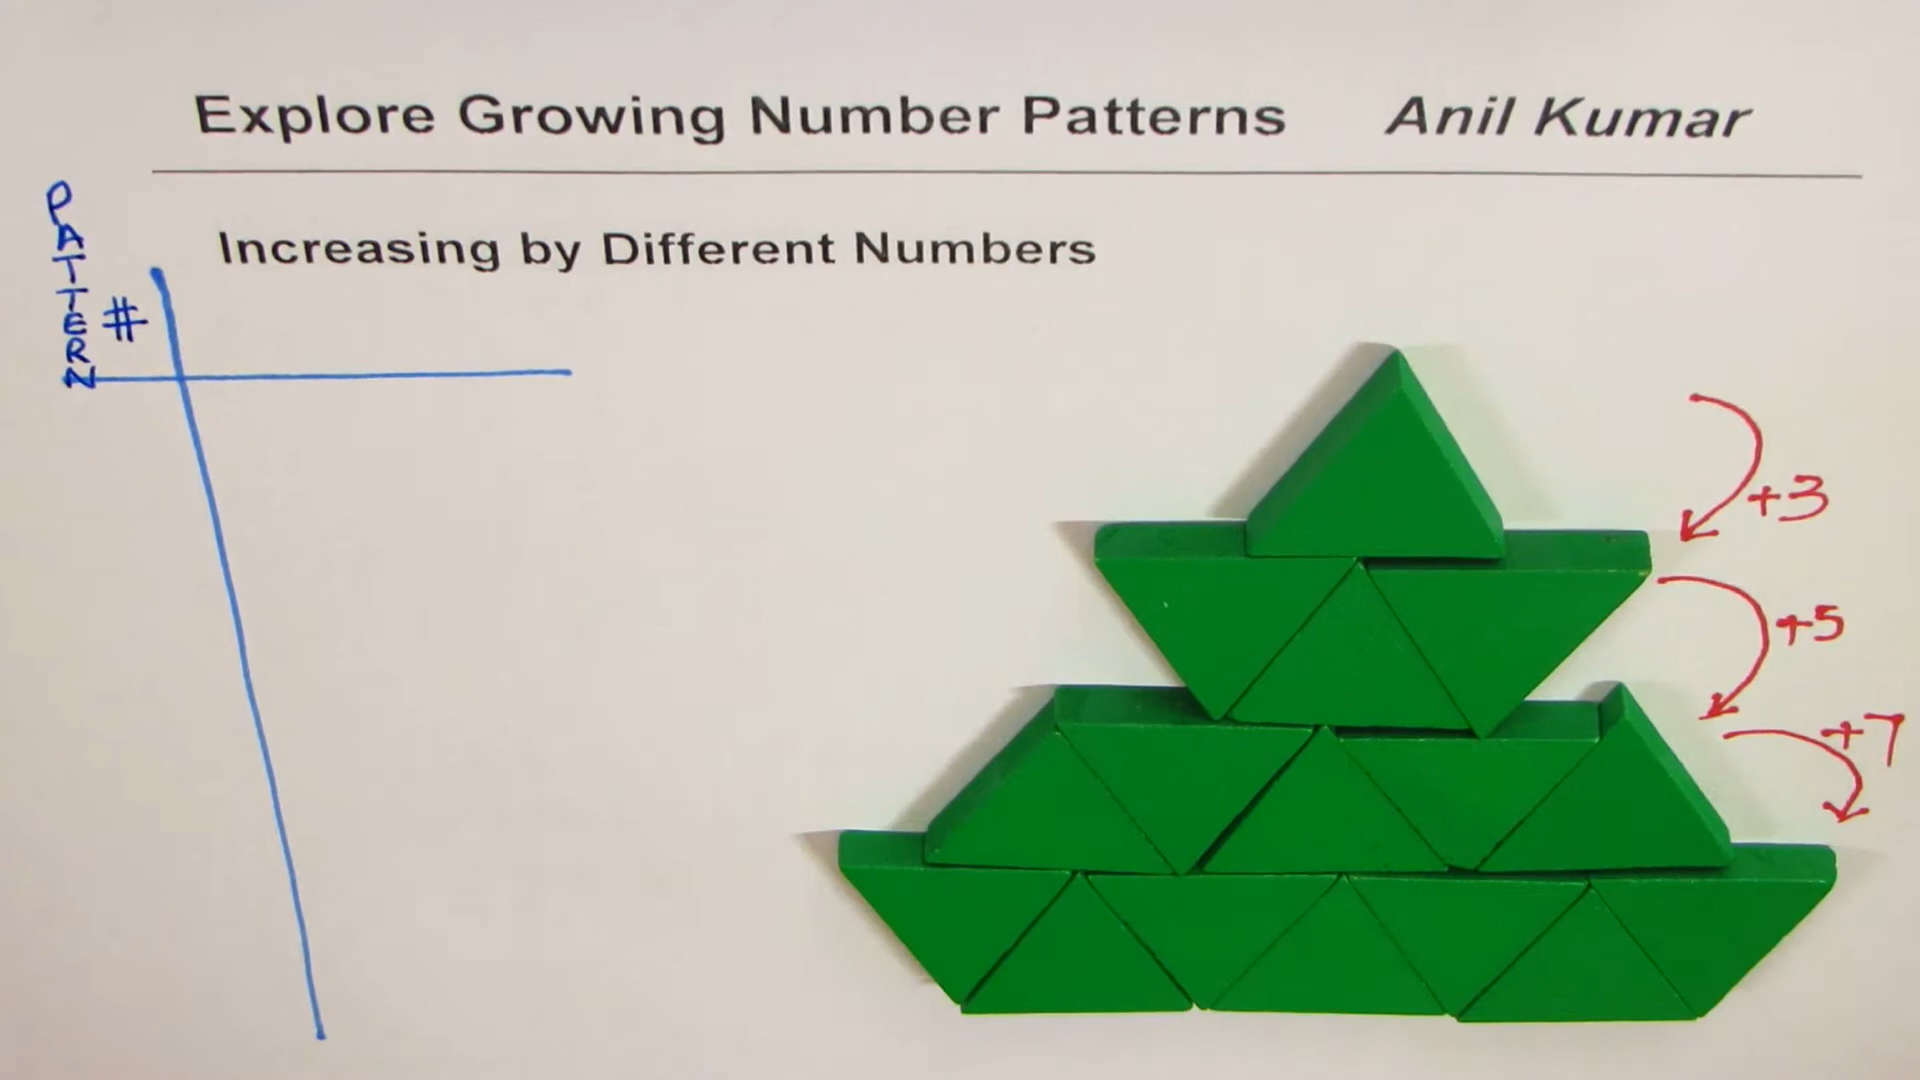 Explore Growing Number Patterns Anil Kumar
Increasing by Different Numbers
PATTERN #
+3
+5
+7